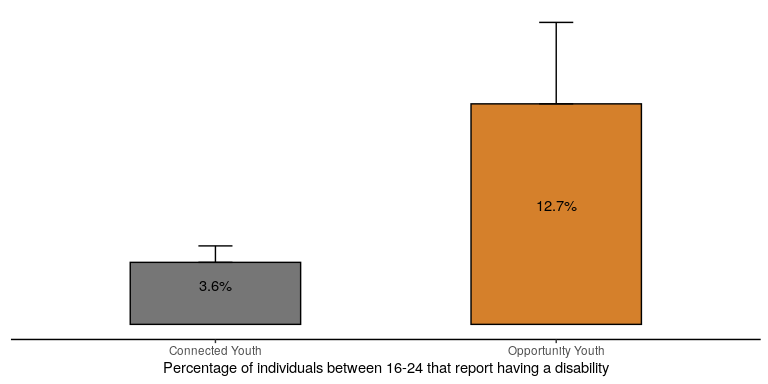 12.7%
3.6%
Connected Youth
Opportunity Youth
Percentage of individuals between 16-24 that report having a disability